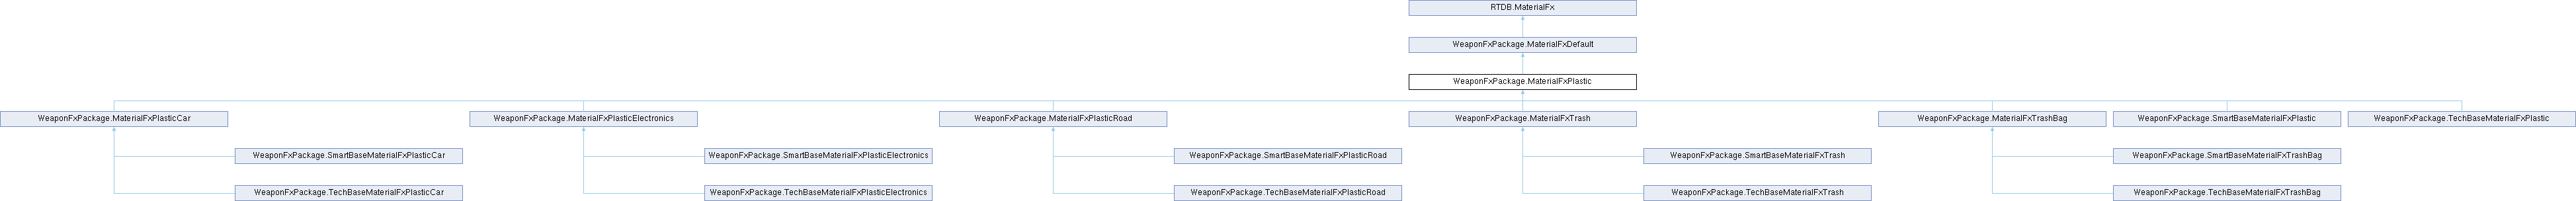 RTDB.MaterialFx
WeaponFxPackage.MaterialFxDefault
WeaponFxPackage.MaterialFxPlastic
WeaponFxPackage.MaterialFxPlasticCar
WeaponFxPackage.MaterialFxPlasticElectronics
WeaponFxPackage.MaterialFxPlasticRoad
WeaponFxPackage.MaterialFxTrash
WeaponFxPackage.MaterialFxTrashBag
WeaponFxPackage.SmartBaseMaterialFxPlastic
WeaponFxPackage.TechBaseMaterialFxPlastic
WeaponFxPackage.SmartBaseMaterialFxPlasticCar
WeaponFxPackage.SmartBaseMaterialFxPlasticElectronics
WeaponFxPackage.SmartBaseMaterialFxPlasticRoad
WeaponFxPackage.SmartBaseMaterialFxTrash
WeaponFxPackage.SmartBaseMaterialFxTrashBag
WeaponFxPackage.TechBaseMaterialFxPlasticCar
WeaponFxPackage.TechBaseMaterialFxPlasticElectronics
WeaponFxPackage.TechBaseMaterialFxPlasticRoad
WeaponFxPackage.TechBaseMaterialFxTrash
WeaponFxPackage.TechBaseMaterialFxTrashBag